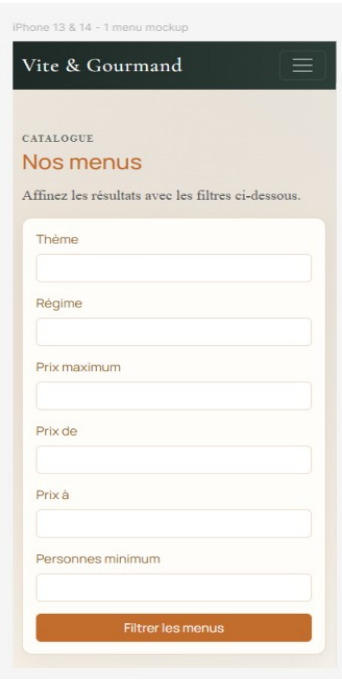 iPhone 13 & 14 - 1 menu mockup
Vite & Gourmand
CATALOGUE
Nos menus
Affinez les résultats avec les filtres ci-dessous.
Thème
Régime
Prix maximum
Prix de
Prix à
Personnes minimum
Filtrer les menus